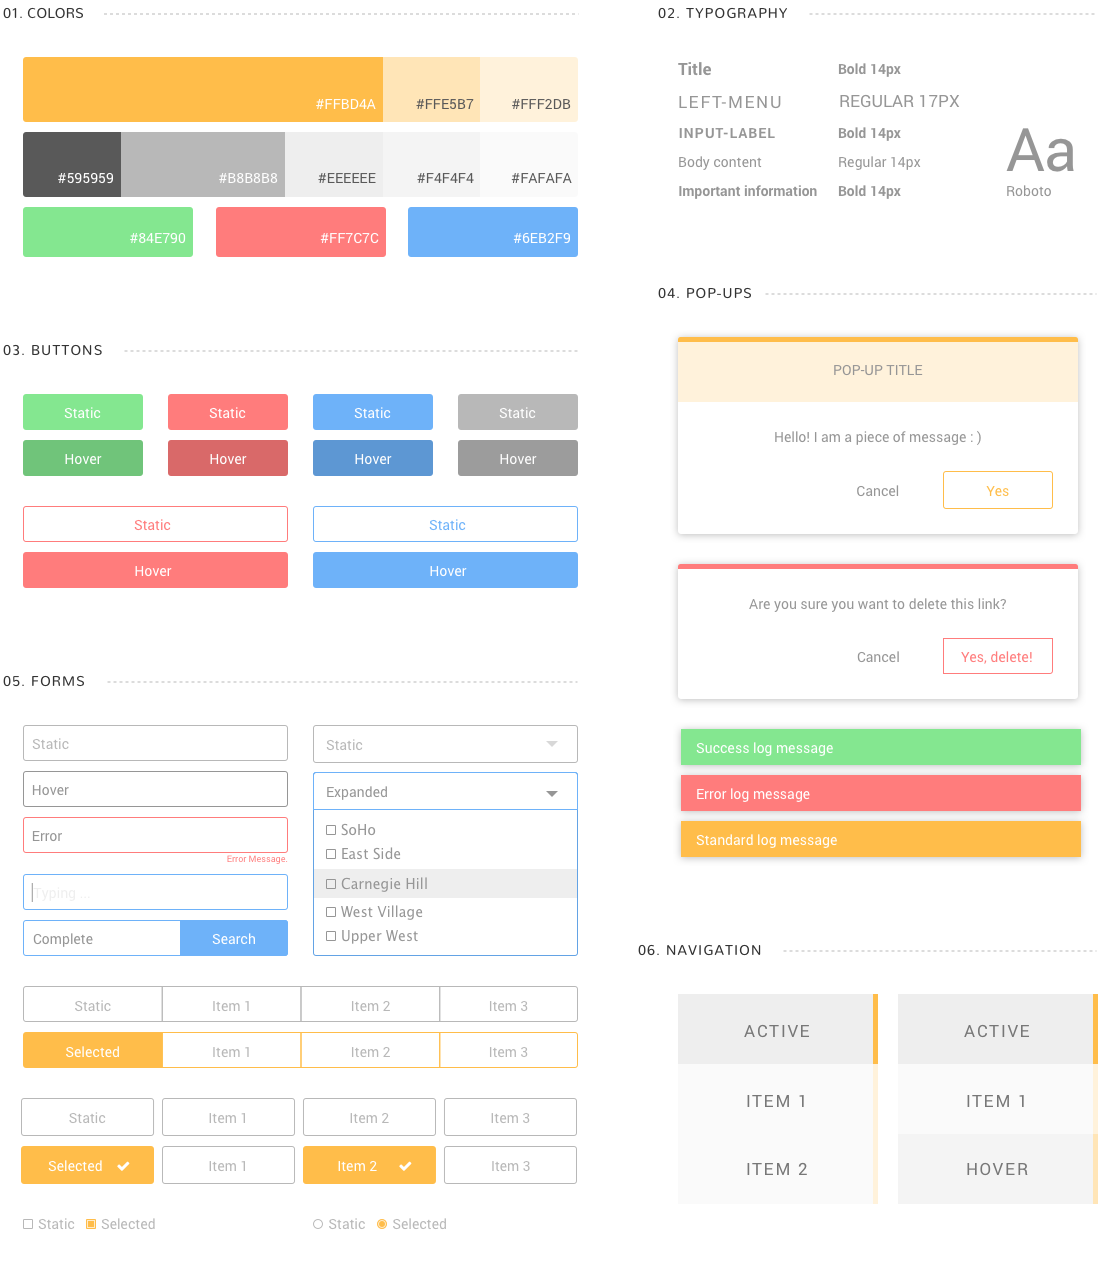 01. COLORS
#FFBD4A #FFE5B7 #FFF2DB
#595959 #B8B8B8 #EEEEEE #F4F4F4 #FAFAFA
#84E790 #FF7C7C #6EB2F9
02. TYPOGRAPHY
Title Bold 14px
LEFT-MENU REGULAR 17PX
INPUT-LABEL Bold 14px
Body content Regular 14px
Important information Bold 14px
Aa
Roboto
03. BUTTONS
Static Static Static Static
Hover Hover Hover Hover
Static Static
Hover Hover
04. POP-UPS
POP-UP TITLE
Hello! I am a piece of message : )
Cancel Yes
Are you sure you want to delete this link?
Cancel Yes, delete!
Success log message
Error log message
Standard log message
05. FORMS
Static
Hover
Error
Error Message.
Typing ...
Complete Search
Static
Expanded
SoHo
East Side
Carnegie Hill
West Village
Upper West
Static Item 1 Item 2 Item 3
Selected Item 1 Item 2 Item 3
Static Item 1 Item 2 Item 3
Selected Item 1 Item 2 Item 3
Static Selected Static Selected
06. NAVIGATION
ACTIVE
ITEM 1
ITEM 2
ACTIVE
ITEM 1
HOVER